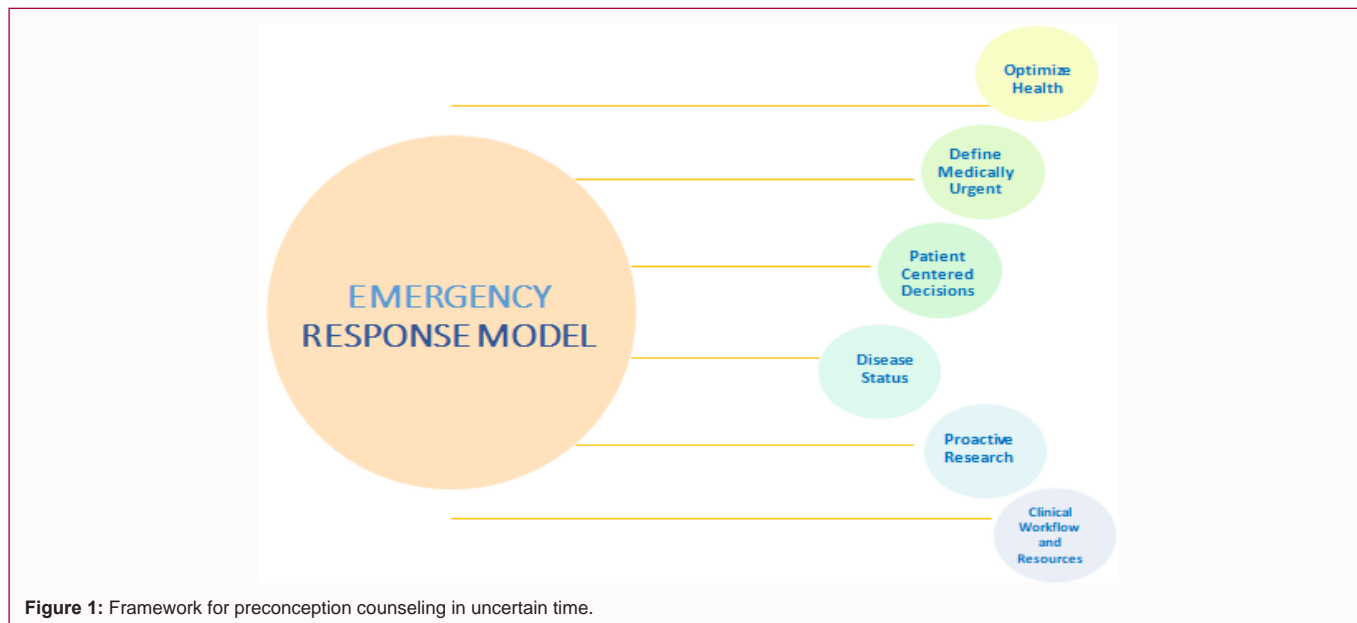 Optimize
Health
Define
Medically
Urgent
Patient
Centered
Decisions
EMERGENCY
RESPONSE MODEL
Disease
Status
Proactive
Research
Clinical
Workflow
and
Resources
Figure 1: Framework for preconception counseling in uncertain time.